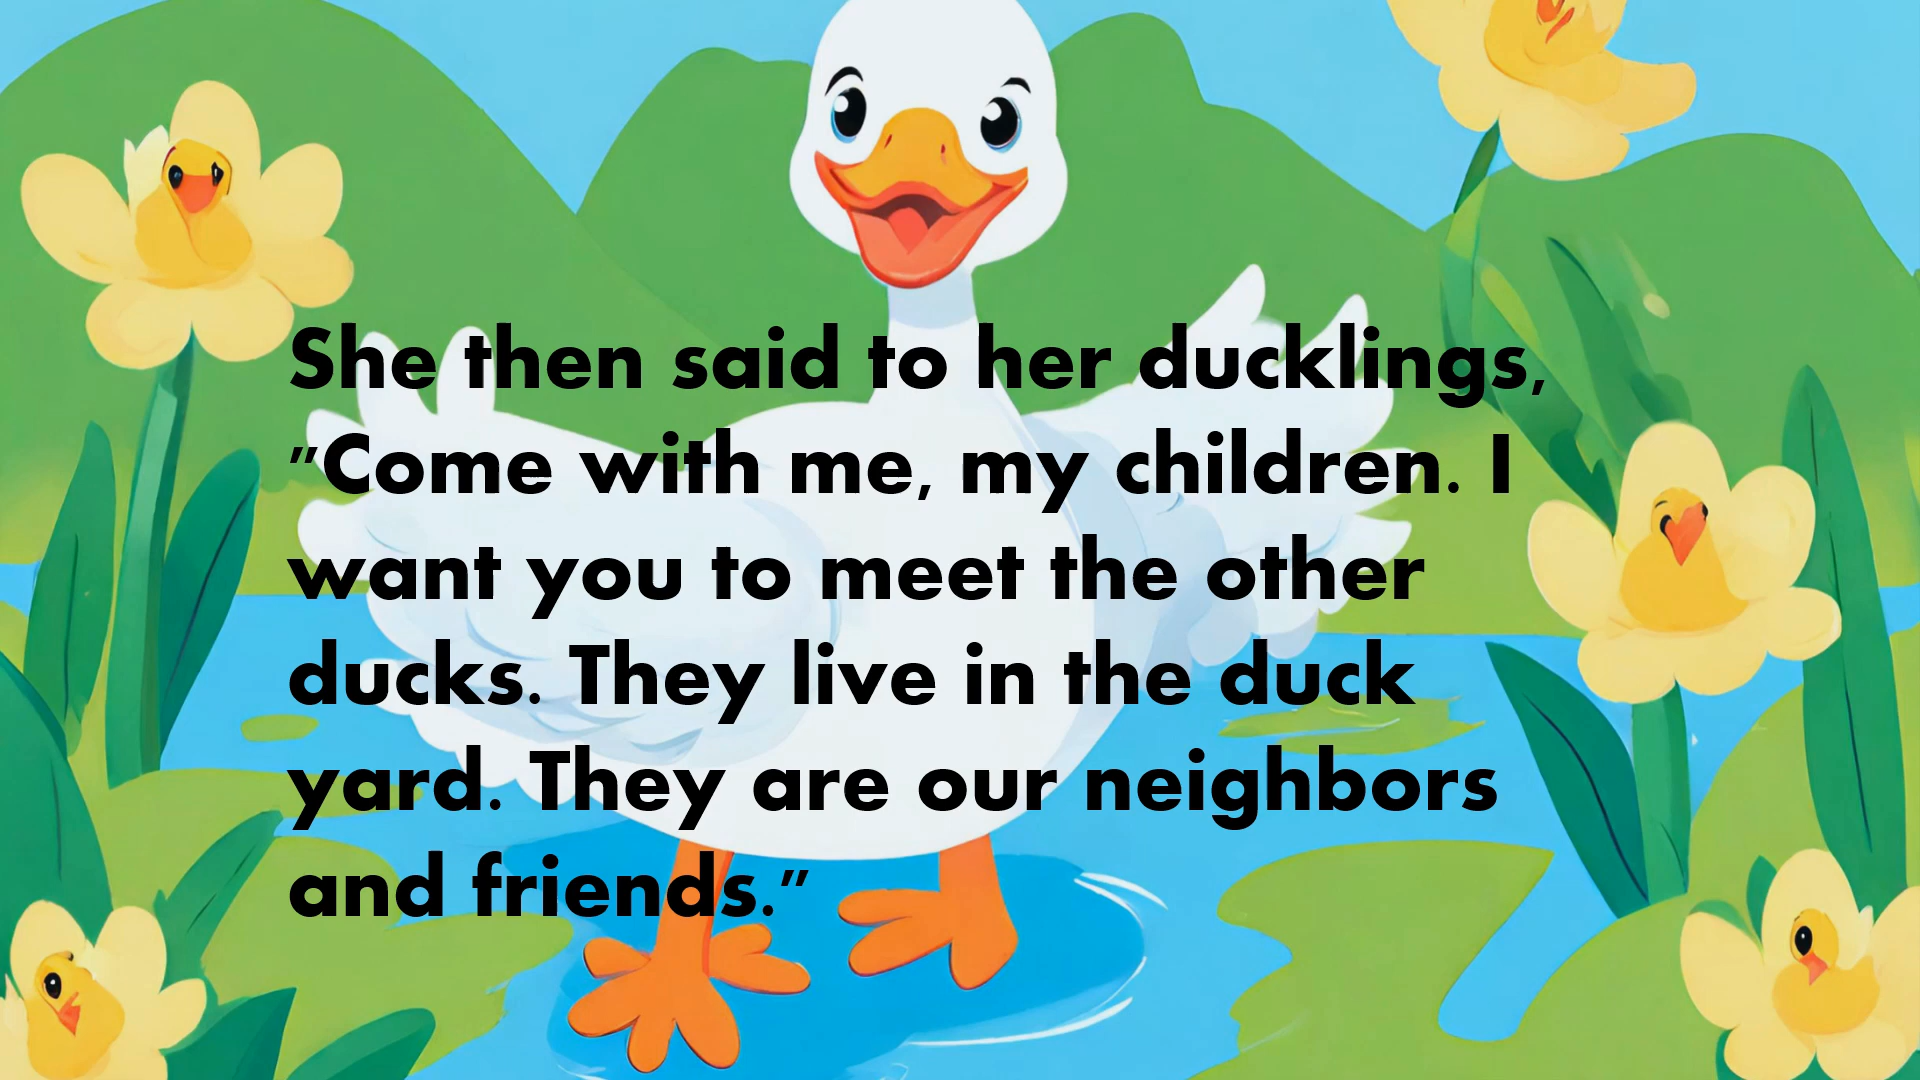 She then said to her ducklings,
"Come with me, my children. I
want you to meet the other
ducks. They live in the duck
yard. They are our neighbors
and friends."